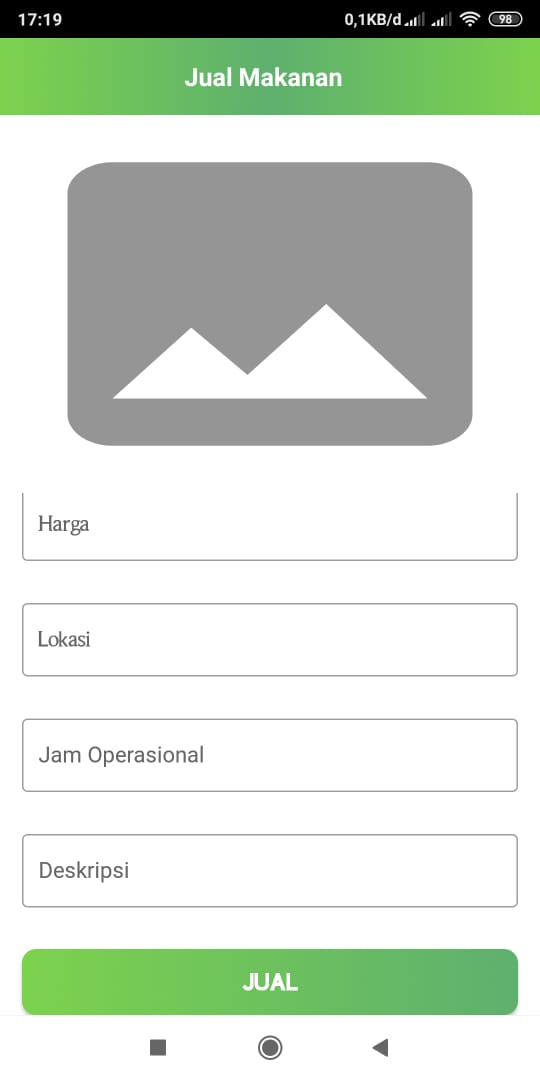 17:19
0,1KB/d
98
Jual Makanan
Harga
Lokasi
Jam Operasional
Deskripsi
JUAL